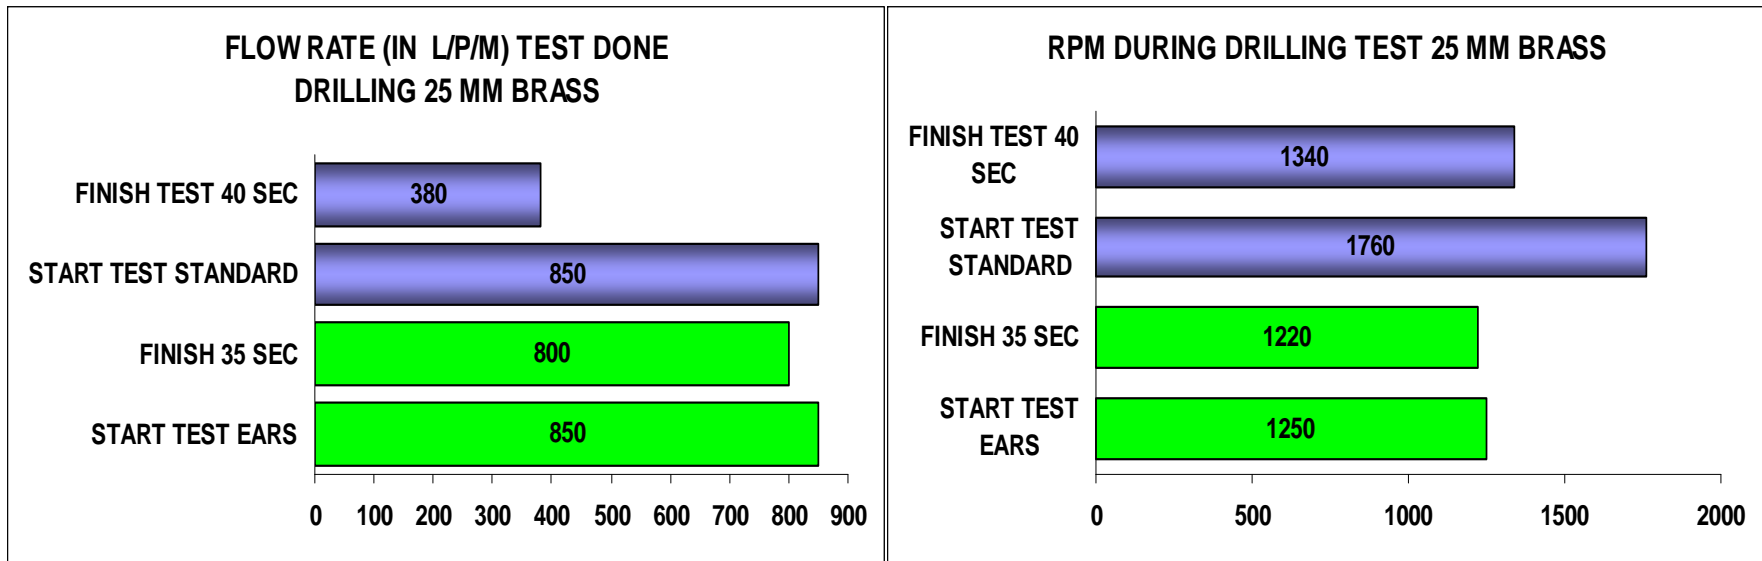 FLOW RATE (IN L/P/M) TEST DONE
DRILLING 25 MM BRASS
FINISH TEST 40 SEC
380
START TEST STANDARD
850
FINISH 35 SEC
800
START TEST EARS
850
0 100 200 300 400 500 600 700 800 900
RPM DURING DRILLING TEST 25 MM BRASS
FINISH TEST 40
SEC
1340
START TEST
STANDARD
1760
FINISH 35 SEC
1220
START TEST
EARS
1250
0 500 1000 1500 2000